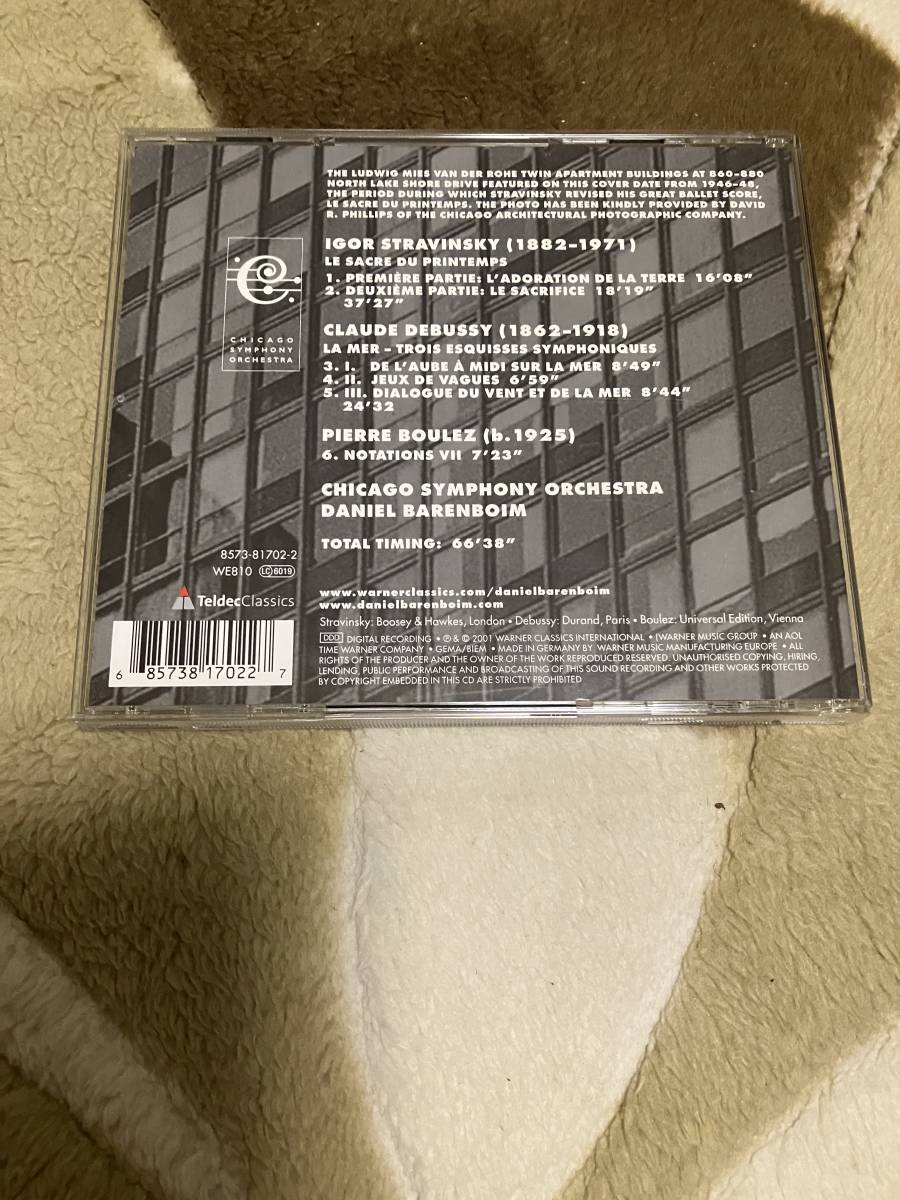 THE LUDWIG MIES VAN DER ROHE TWIN APARTMENT BUILDINGS AT 860-880
NORTH LAKE SHORE DRIVE FEATURED ON THIS COVER DATE FROM 1946-48,
THE PERIOD DURING WHICH STRAVINSKY REVISED HIS GREAT BALLET SCORE,
LE SACRE DU PRINTEMPS. THE PHOTO HAS BEEN KINDLY PROVIDED BY DAVID
R. PHILLIPS OF THE CHICAGO ARCHITECTURAL PHOTOGRAPHIC COMPANY.
IGOR STRAVINSKY (1882-1971)
LE SACRE DU PRINTEMPS
1. PREMIÈRE PARTIE: L'ADORATION DE LA TERRE 16'08"
2. DEUXIÈME PARTIE: LE SACRIFICE 18'19"
37'27"
CHICAGO
SYMPHONY
ORCHESTRA
CLAUDE DEBUSSY (1862-1918)
LA MER - TROIS ESQUISSES SYMPHONIQUES
3. I. DE L'AUBE À MIDI SUR LA MER 8'49"
4. II. JEUX DE VAGUES 6'59"
5. III. DIALOGUE DU VENT ET DE LA MER 8'44"
24'32
PIERRE BOULEZ (b.1925)
6. NOTATIONS VII 7'23"
CHICAGO SYMPHONY ORCHESTRA
DANIEL BARENBOIM
TOTAL TIMING: 66'38"
8573-81702-2
WE810 LC 6019
TeldecClassics
6 85738 17022 7
www.warnerclassics.com/danielbarenboim
www.danielbarenboim.com
Stravinsky: Boosey & Hawkes, London • Debussy: Durand, Paris • Boulez: Universal Edition, Vienna
DDD DIGITAL RECORDING • ℗ & © 2001 WARNER CLASSICS INTERNATIONAL • (WARNER MUSIC GROUP • AN AOL
TIME WARNER COMPANY • GEMA/BIEM • MADE IN GERMANY BY WARNER MUSIC MANUFACTURING EUROPE • ALL
RIGHTS OF THE PRODUCER AND THE OWNER OF THE WORK REPRODUCED RESERVED. UNAUTHORISED COPYING, HIRING,
LENDING, PUBLIC PERFORMANCE AND BROADCASTING OF THIS SOUND RECORDING AND OTHER WORKS PROTECTED
BY COPYRIGHT EMBEDDED IN THIS CD ARE STRICTLY PROHIBITED